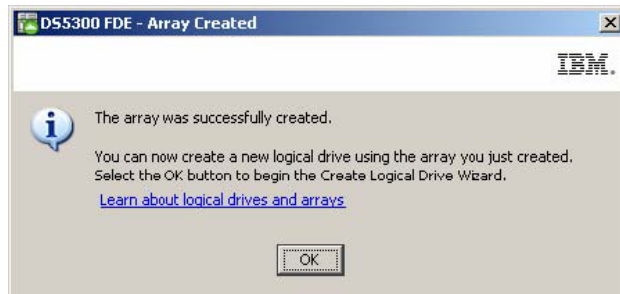 DS5300 FDE - Array Created
IBM.
The array was successfully created.
You can now create a new logical drive using the array you just created.
Select the OK button to begin the Create Logical Drive Wizard.
Learn about logical drives and arrays
OK